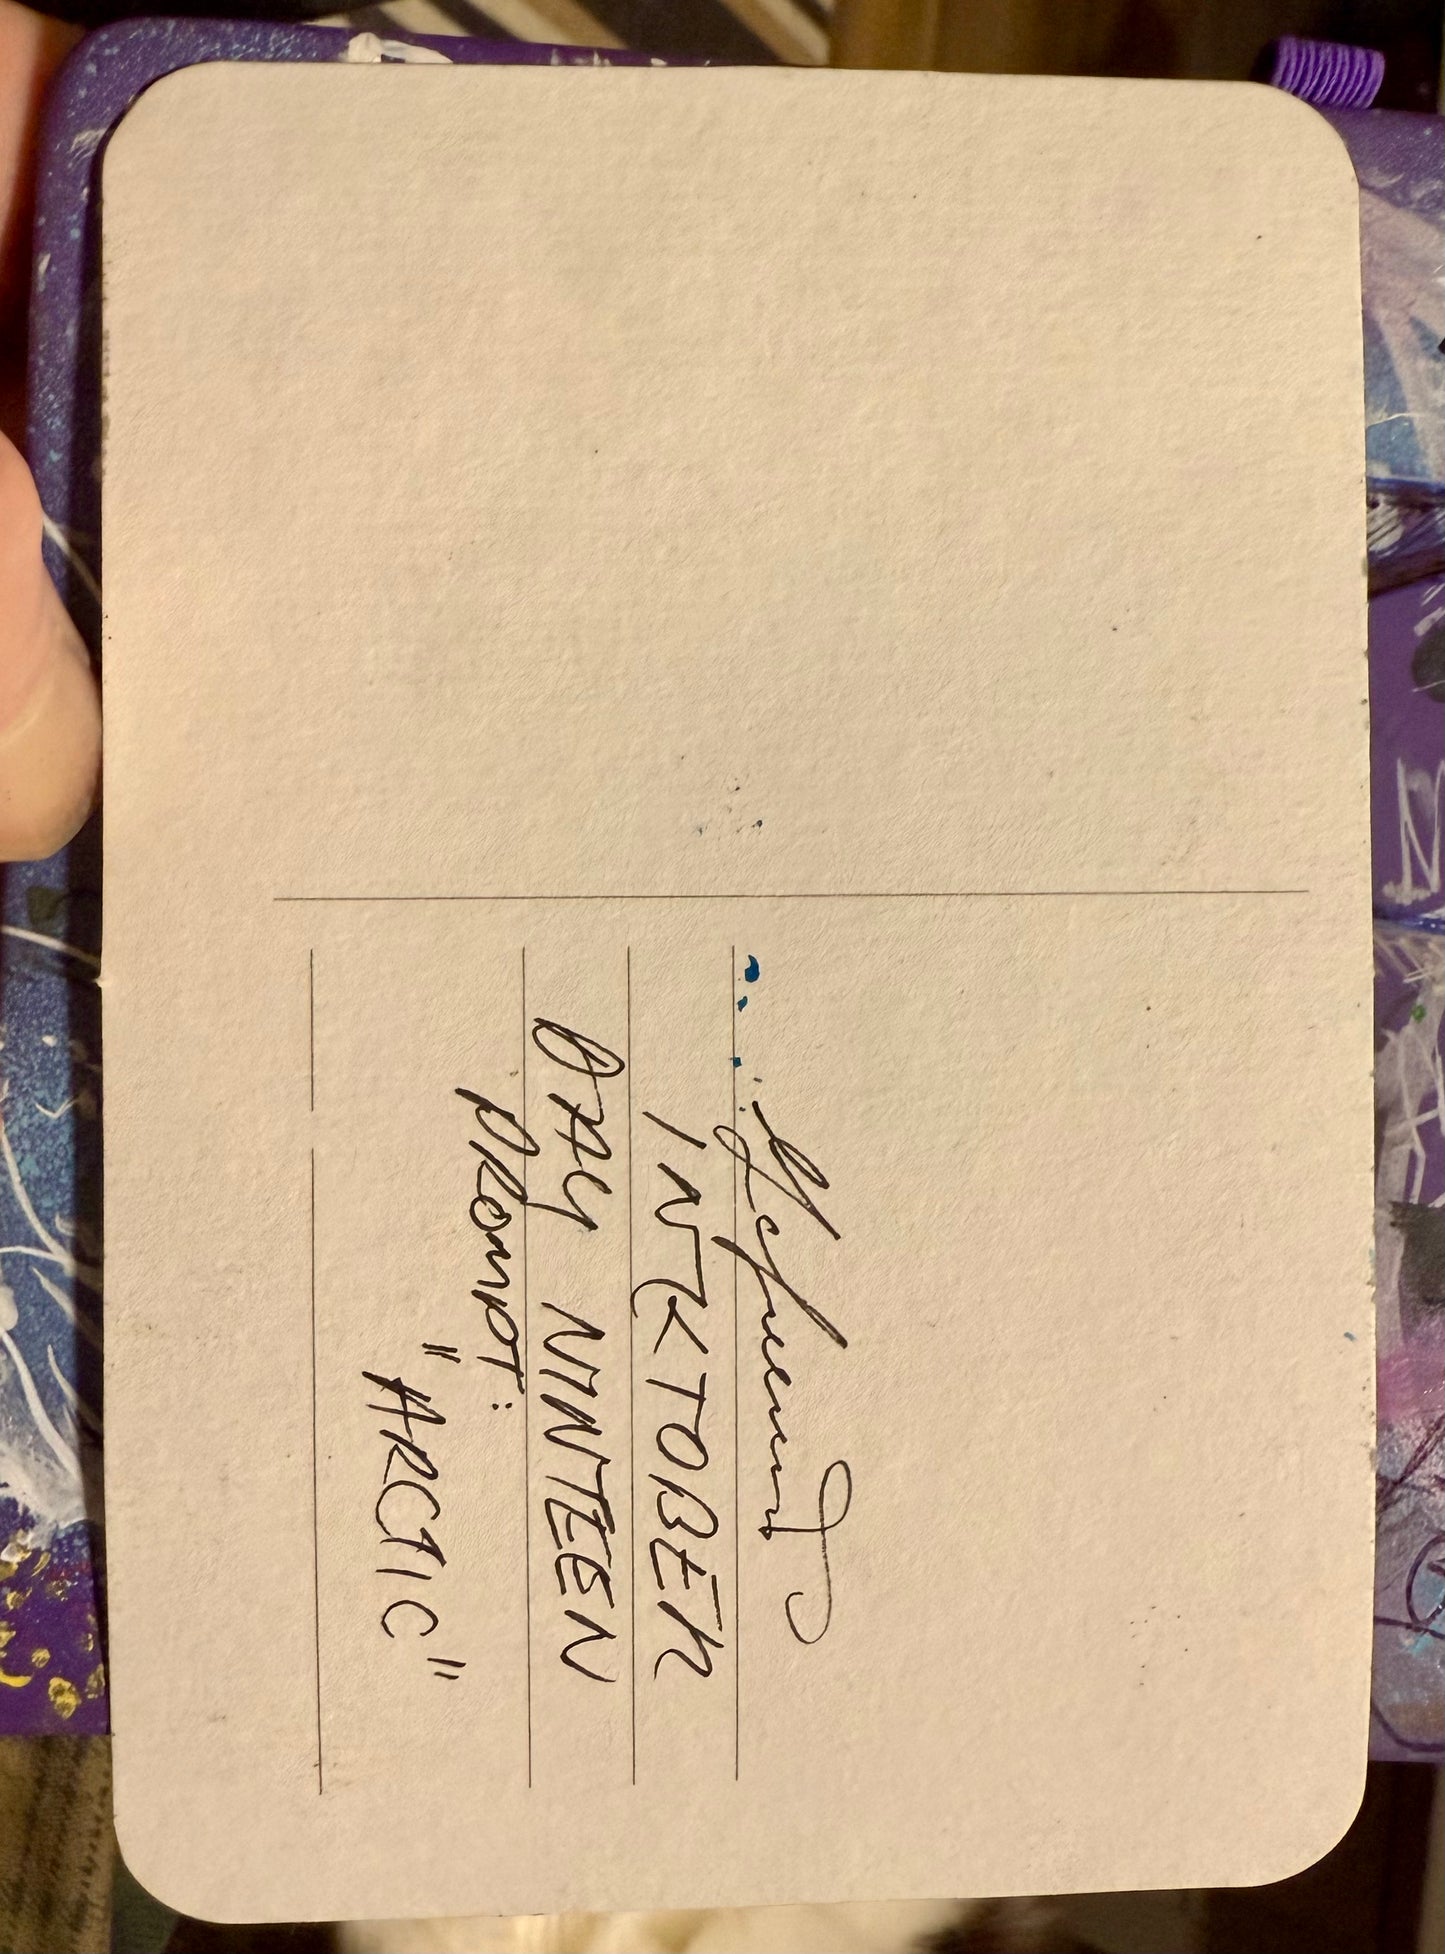 INKTOBER
DAY NINTEEN
PROMPT:
"ARCTIC"